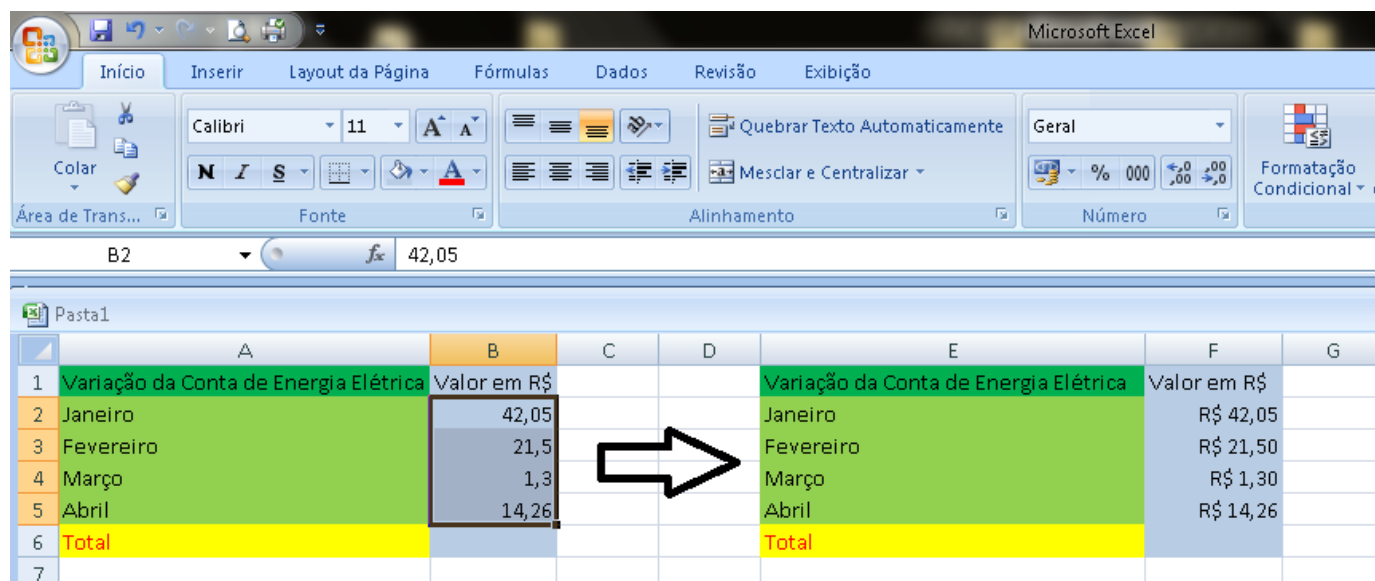 Microsoft Excel
Início Inserir Layout da Página Fórmulas Dados Revisão Exibição
Colar
Calibri 11 A A Quebrar Texto Automaticamente Geral
N I S A Mesclar e Centralizar % 000 ,0 ,00 ,00 ,0
Formatação
Condicional
Área de Trans... Fonte Alinhamento Número
B2 fx 42,05
Pasta1
A B C D E F G
1 Variação da Conta de Energia Elétrica Valor em R$ Variação da Conta de Energia Elétrica Valor em R$
2 Janeiro 42,05 Janeiro R$ 42,05
3 Fevereiro 21,5 Fevereiro R$ 21,50
4 Março 1,3 Março R$ 1,30
5 Abril 14,26 Abril R$ 14,26
6 Total Total
7